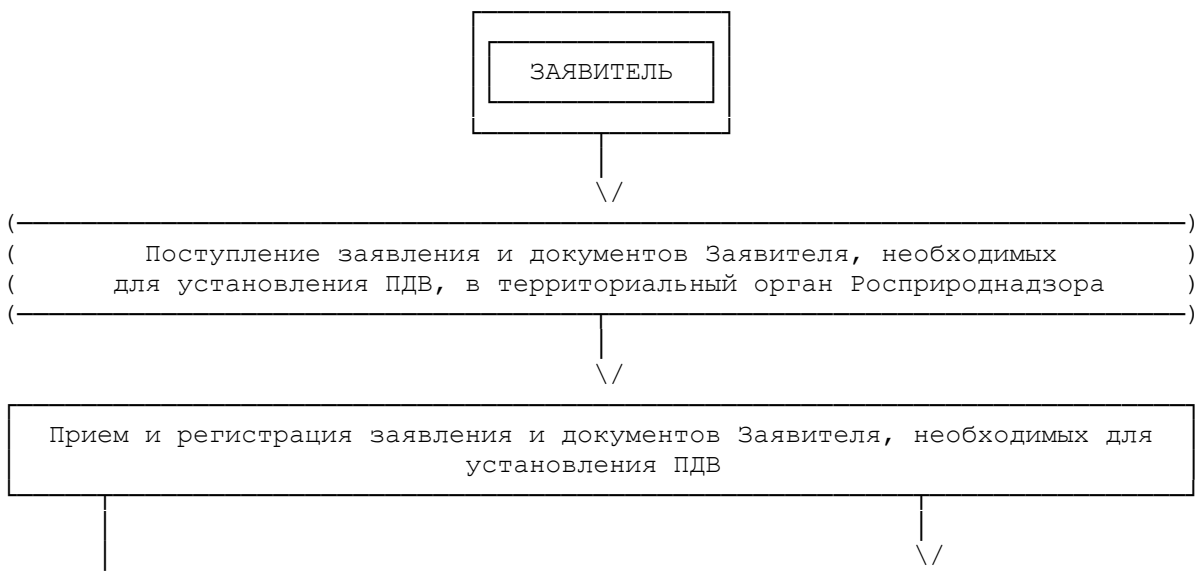 ЗАЯВИТЕЛЬ
Поступление заявления и документов Заявителя, необходимых
для установления ПДВ, в территориальный орган Росприроднадзора
Прием и регистрация заявления и документов Заявителя, необходимых для
установления ПДВ